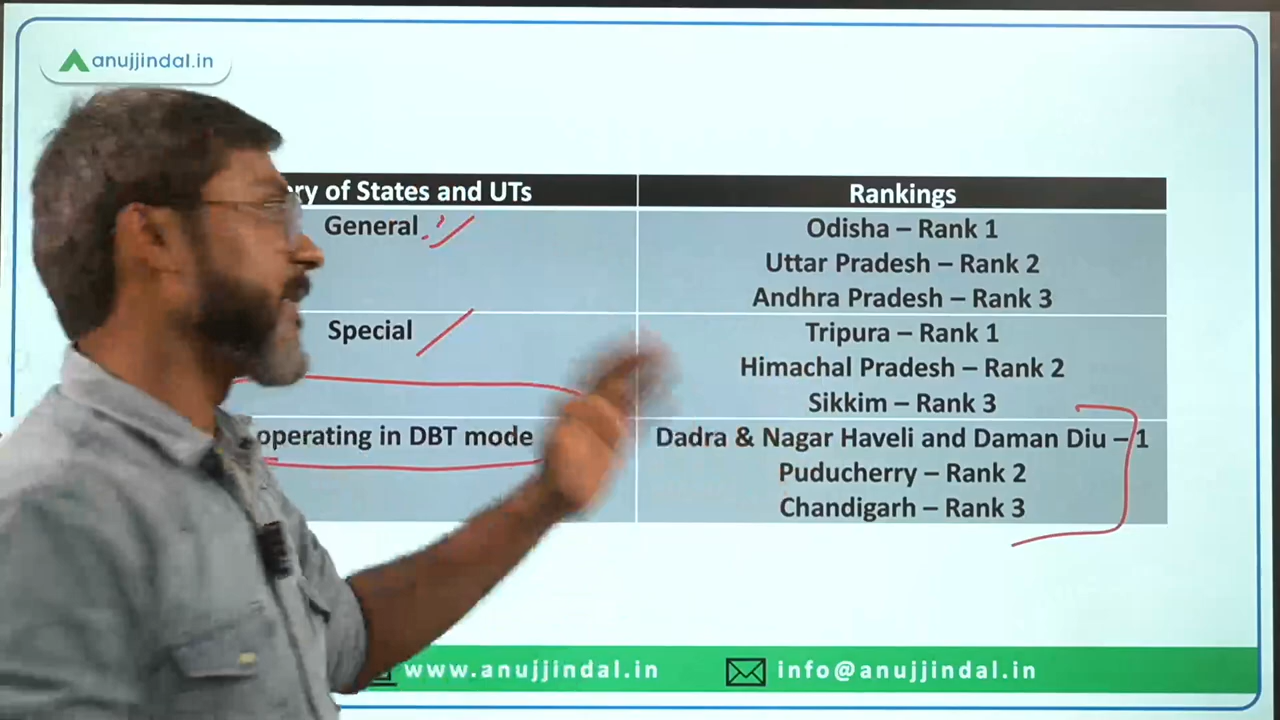 anujjindal.in
ry of States and UTs
Rankings
General
Odisha – Rank 1
Uttar Pradesh – Rank 2
Andhra Pradesh – Rank 3
Special
Tripura – Rank 1
Himachal Pradesh – Rank 2
Sikkim – Rank 3
operating in DBT mode
Dadra & Nagar Haveli and Daman Diu – 1
Puducherry – Rank 2
Chandigarh – Rank 3
www.anujjindal.in
info@anujjindal.in